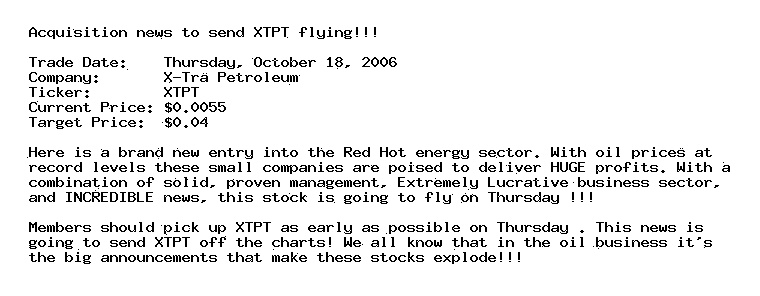 Acquisition news to send XTPT flying!!!
Trade Date: Thursday, October 18, 2006
Company: X-Tra Petroleum
Ticker: XTPT
Current Price: $0.0055
Target Price: $0.04
Here is a brand new entry into the Red Hot energy sector. With oil prices at
record levels these small companies are poised to deliver HUGE profits. With a
combination of solid, proven management, Extremely Lucrative business sector,
and INCREDIBLE news, this stock is going to fly on Thursday !!!
Members should pick up XTPT as early as possible on Thursday . This news is
going to send XTPT off the charts! We all know that in the oil business it's
the big announcements that make these stocks explode!!!